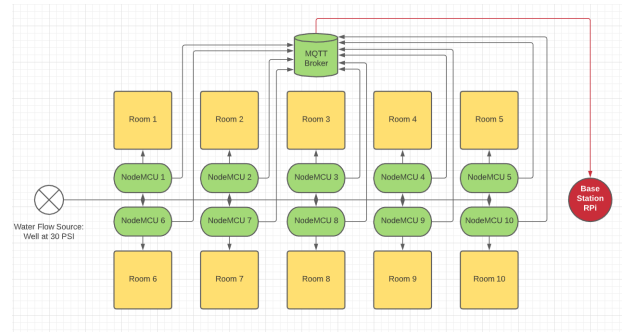 MQTT
Broker
Room 1
Room 2
Room 3
Room 4
Room 5
NodeMCU 1
NodeMCU 2
NodeMCU 3
NodeMCU 4
NodeMCU 5
Base
Station
RPi
Water Flow Source:
Well at 30 PSI
NodeMCU 6
NodeMCU 7
NodeMCU 8
NodeMCU 9
NodeMCU 10
Room 6
Room 7
Room 8
Room 9
Room 10